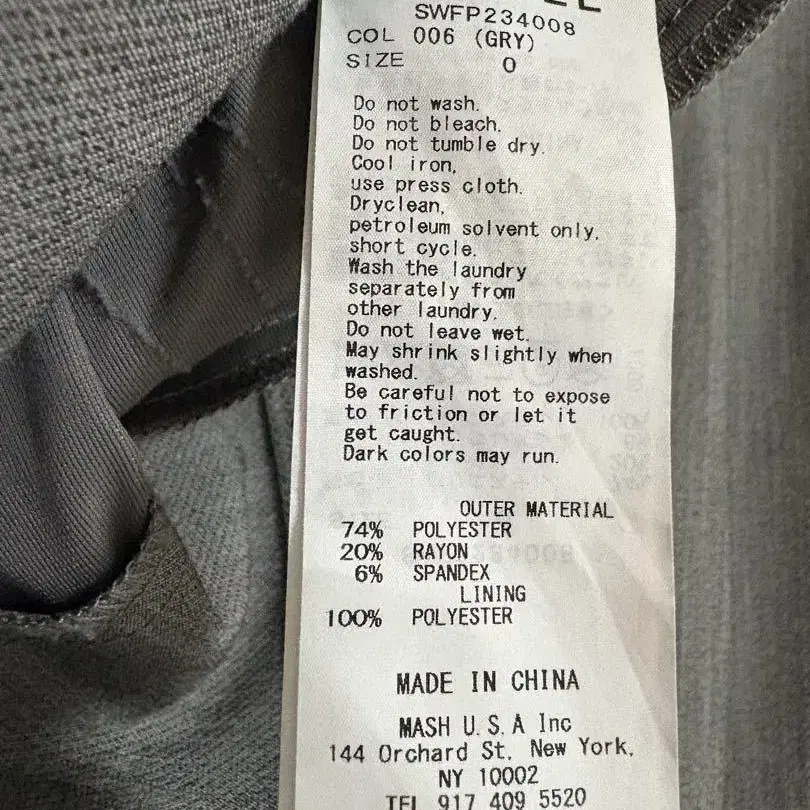 SWFP234008
COL 006 (GRY)
SIZE 0
Do not wash.
Do not bleach.
Do not tumble dry.
Cool iron,
use press cloth.
Dryclean,
petroleum solvent only,
short cycle.
Wash the laundry
separately from
other laundry.
Do not leave wet.
May shrink slightly when
washed.
Be careful not to expose
to friction or let it
get caught.
Dark colors may run.
OUTER MATERIAL
74% POLYESTER
20% RAYON
6% SPANDEX
LINING
100% POLYESTER
MADE IN CHINA
MASH U.S.A Inc
144 Orchard St, New York,
NY 10002
TEL 917 409 5520